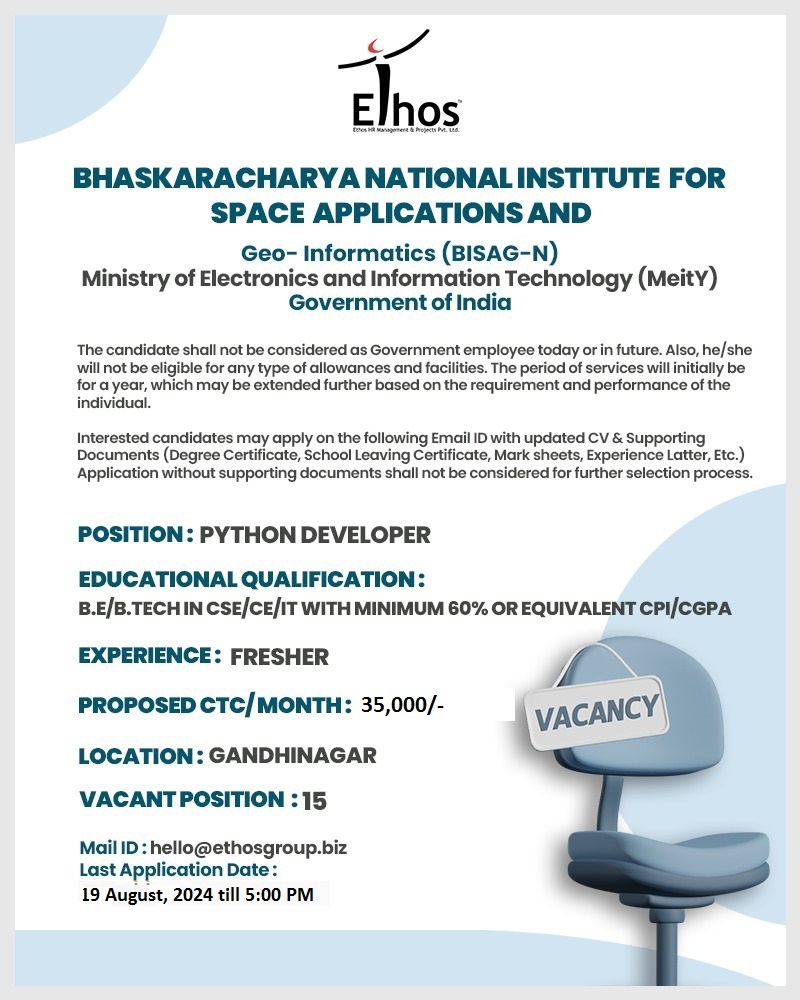 Ethos
Ethos HR Management & Projects Pvt. Ltd.
BHASKARACHARYA NATIONAL INSTITUTE FOR
SPACE APPLICATIONS AND
Geo- Informatics (BISAG-N)
Ministry of Electronics and Information Technology (MeitY)
Government of India
The candidate shall not be considered as Government employee today or in future. Also, he/she
will not be eligible for any type of allowances and facilities. The period of services will initially be
for a year, which may be extended further based on the requirement and performance of the
individual.
Interested candidates may apply on the following Email ID with updated CV & Supporting
Documents (Degree Certificate, School Leaving Certificate, Mark sheets, Experience Latter, Etc.)
Application without supporting documents shall not be considered for further selection process.
POSITION : PYTHON DEVELOPER
EDUCATIONAL QUALIFICATION :
B.E/B.TECH IN CSE/CE/IT WITH MINIMUM 60% OR EQUIVALENT CPI/CGPA
EXPERIENCE : FRESHER
PROPOSED CTC/ MONTH : 35,000/-
VACANCY
LOCATION : GANDHINAGAR
VACANT POSITION : 15
Mail ID : hello@ethosgroup.biz
Last Application Date :
19 August, 2024 till 5:00 PM